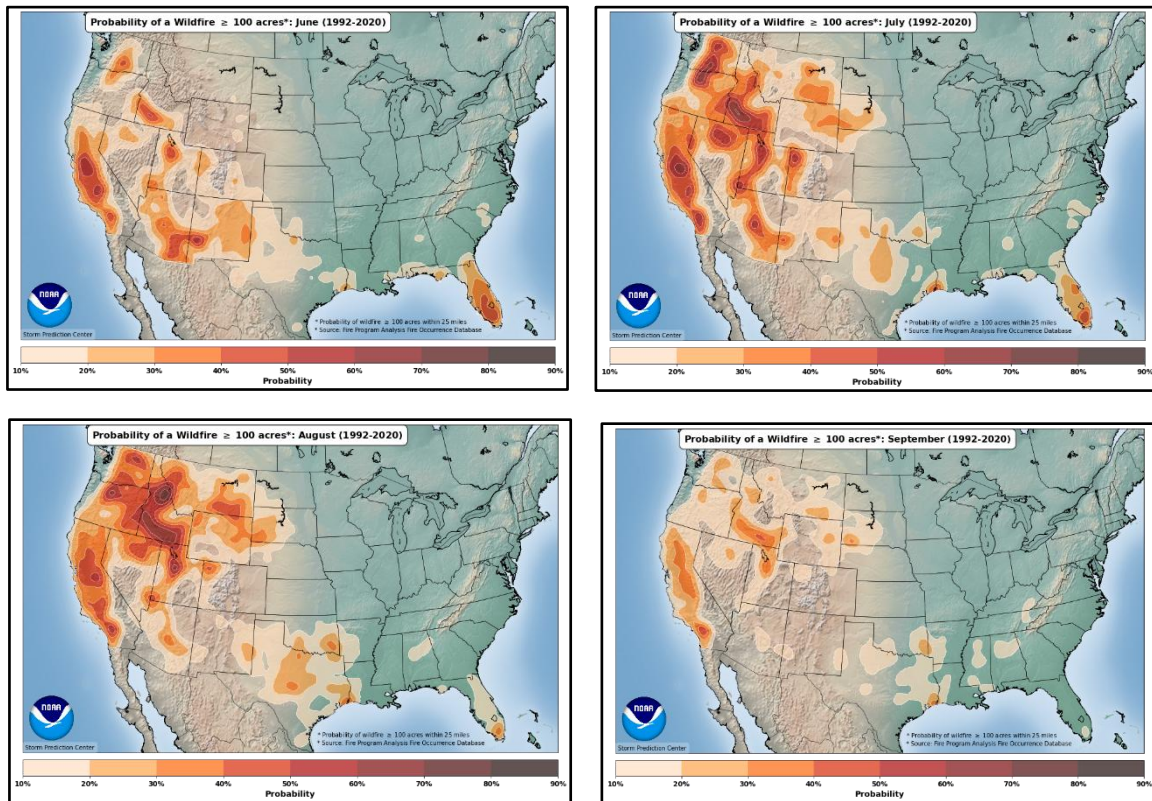 Probability of a Wildfire ≥ 100 acres*: June (1992-2020)
NOAA
Storm Prediction Center
* Probability of wildfire ≥ 100 acres within 25 miles
* Source: Fire Program Analysis Fire Occurrence Database
10% 20% 30% 40% 50% 60% 70% 80% 90%
Probability
Probability of a Wildfire ≥ 100 acres*: July (1992-2020)
NOAA
Storm Prediction Center
* Probability of wildfire ≥ 100 acres within 25 miles
* Source: Fire Program Analysis Fire Occurrence Database
10% 20% 30% 40% 50% 60% 70% 80% 90%
Probability
Probability of a Wildfire ≥ 100 acres*: August (1992-2020)
NOAA
Storm Prediction Center
* Probability of wildfire ≥ 100 acres within 25 miles
* Source: Fire Program Analysis Fire Occurrence Database
10% 20% 30% 40% 50% 60% 70% 80% 90%
Probability
Probability of a Wildfire ≥ 100 acres*: September (1992-2020)
NOAA
Storm Prediction Center
* Probability of wildfire ≥ 100 acres within 25 miles
* Source: Fire Program Analysis Fire Occurrence Database
10% 20% 30% 40% 50% 60% 70% 80% 90%
Probability